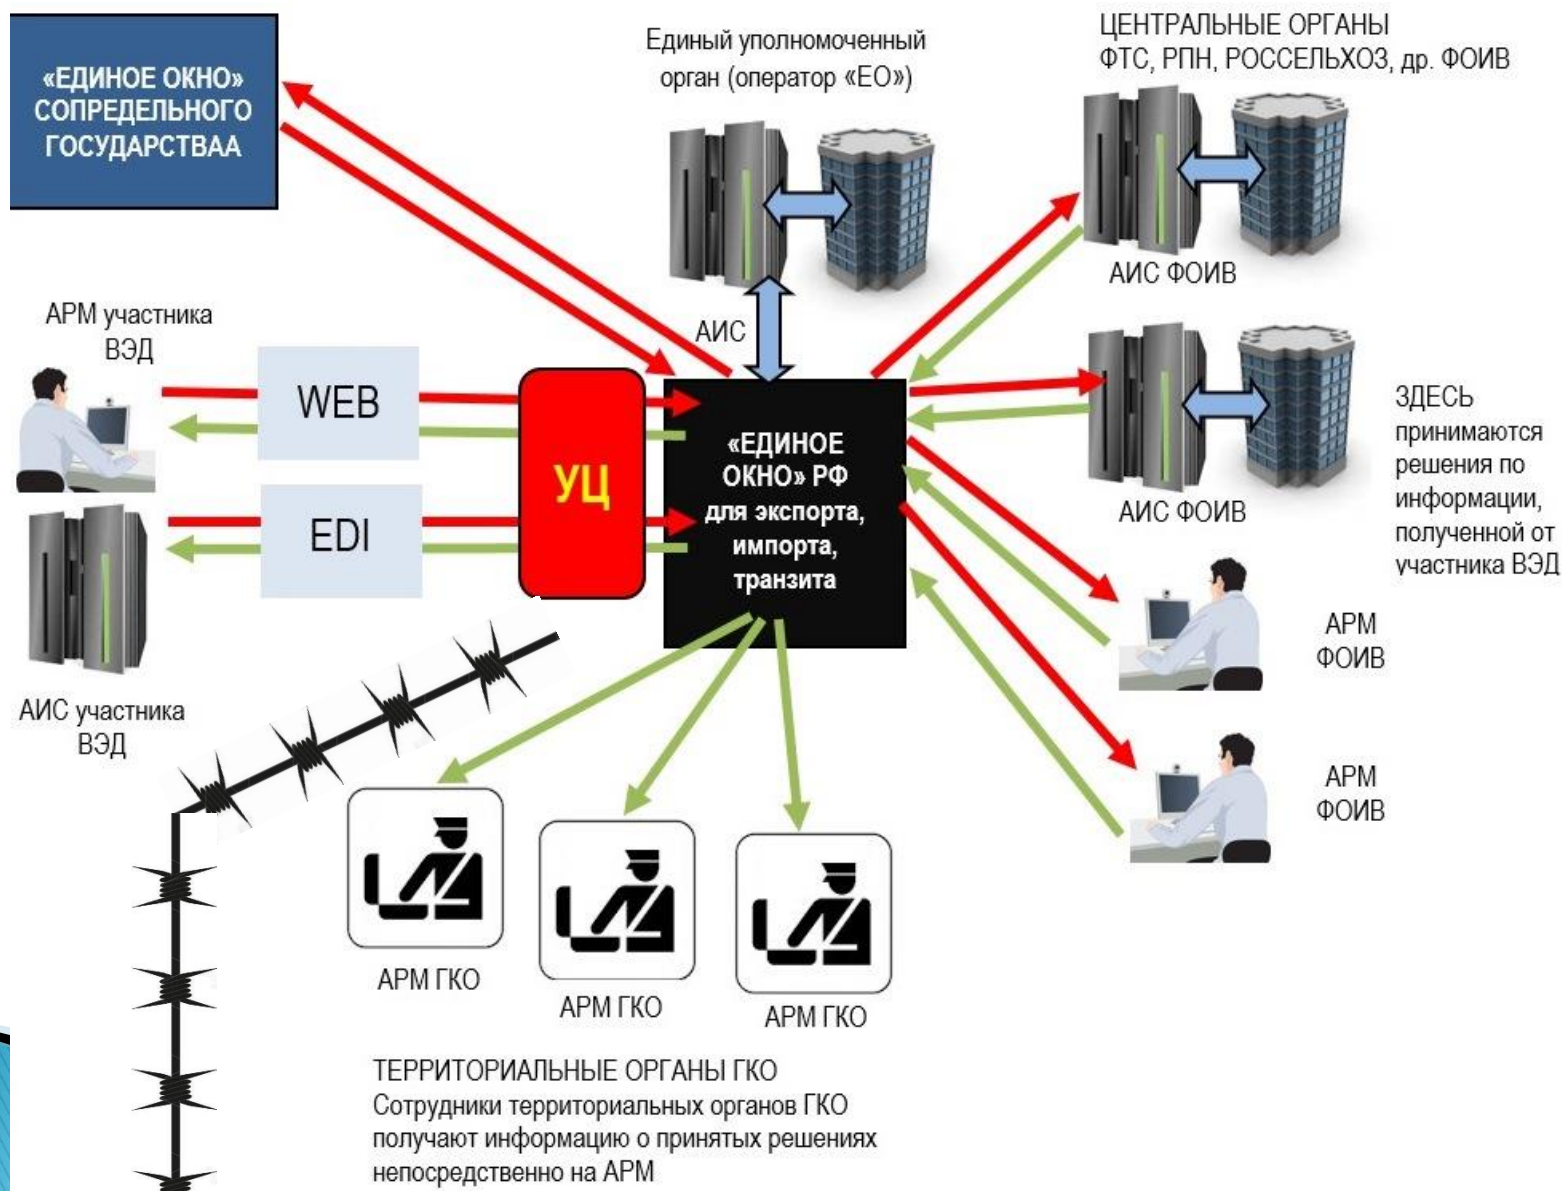 «ЕДИНОЕ ОКНО»
СОПРЕДЕЛЬНОГО
ГОСУДАРСТВАА
Единый уполномоченный
орган (оператор «ЕО»)
ЦЕНТРАЛЬНЫЕ ОРГАНЫ
ФТС, РПН, РОССЕЛЬХОЗ, др. ФОИВ
АИС ФОИВ
АИС
АРМ участника
ВЭД
WEB
EDI
УЦ
«ЕДИНОЕ
ОКНО» РФ
для экспорта,
импорта,
транзита
АИС ФОИВ
ЗДЕСЬ
принимаются
решения по
информации,
полученной от
участника ВЭД
АРМ
ФОИВ
АРМ
ФОИВ
АИС участника
ВЭД
АРМ ГКО
АРМ ГКО
АРМ ГКО
ТЕРРИТОРИАЛЬНЫЕ ОРГАНЫ ГКО
Сотрудники территориальных органов ГКО
получают информацию о принятых решениях
непосредственно на АРМ